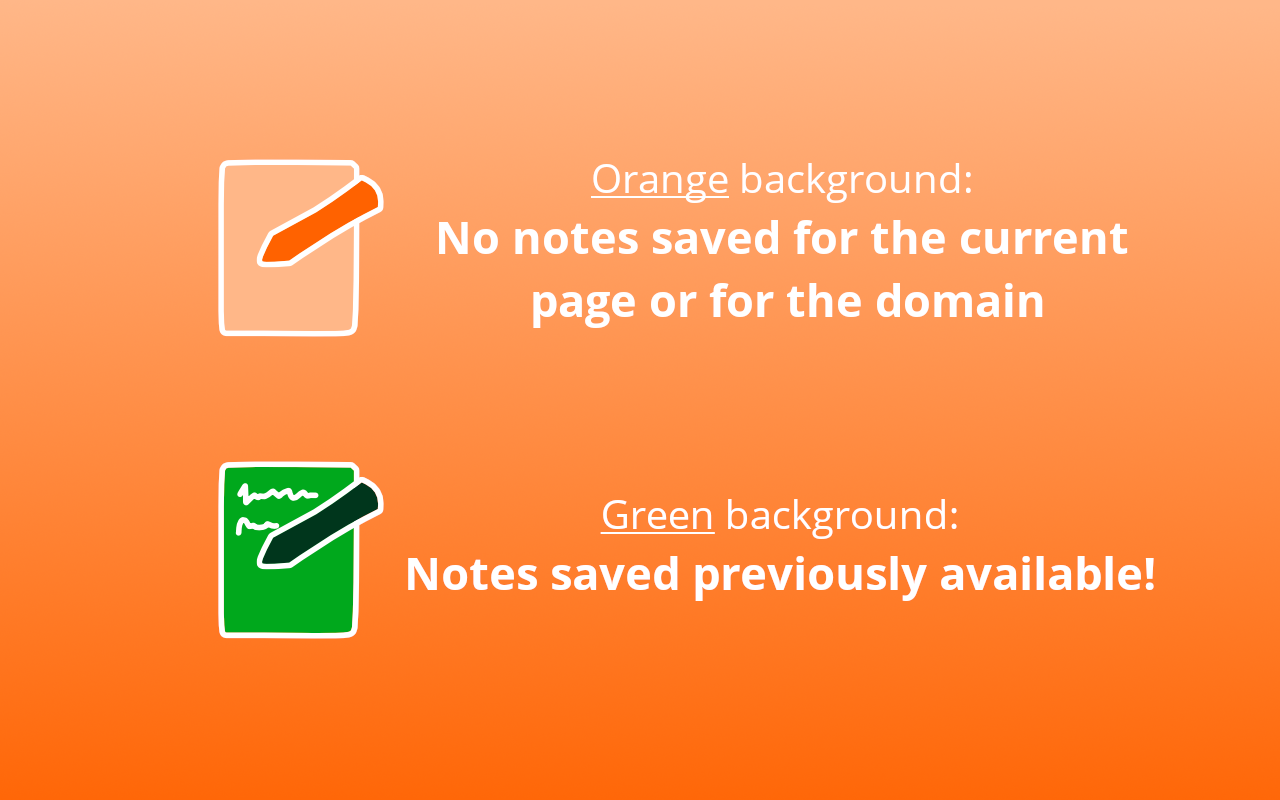 Orange background:
No notes saved for the current
page or for the domain
Green background:
Notes saved previously available!